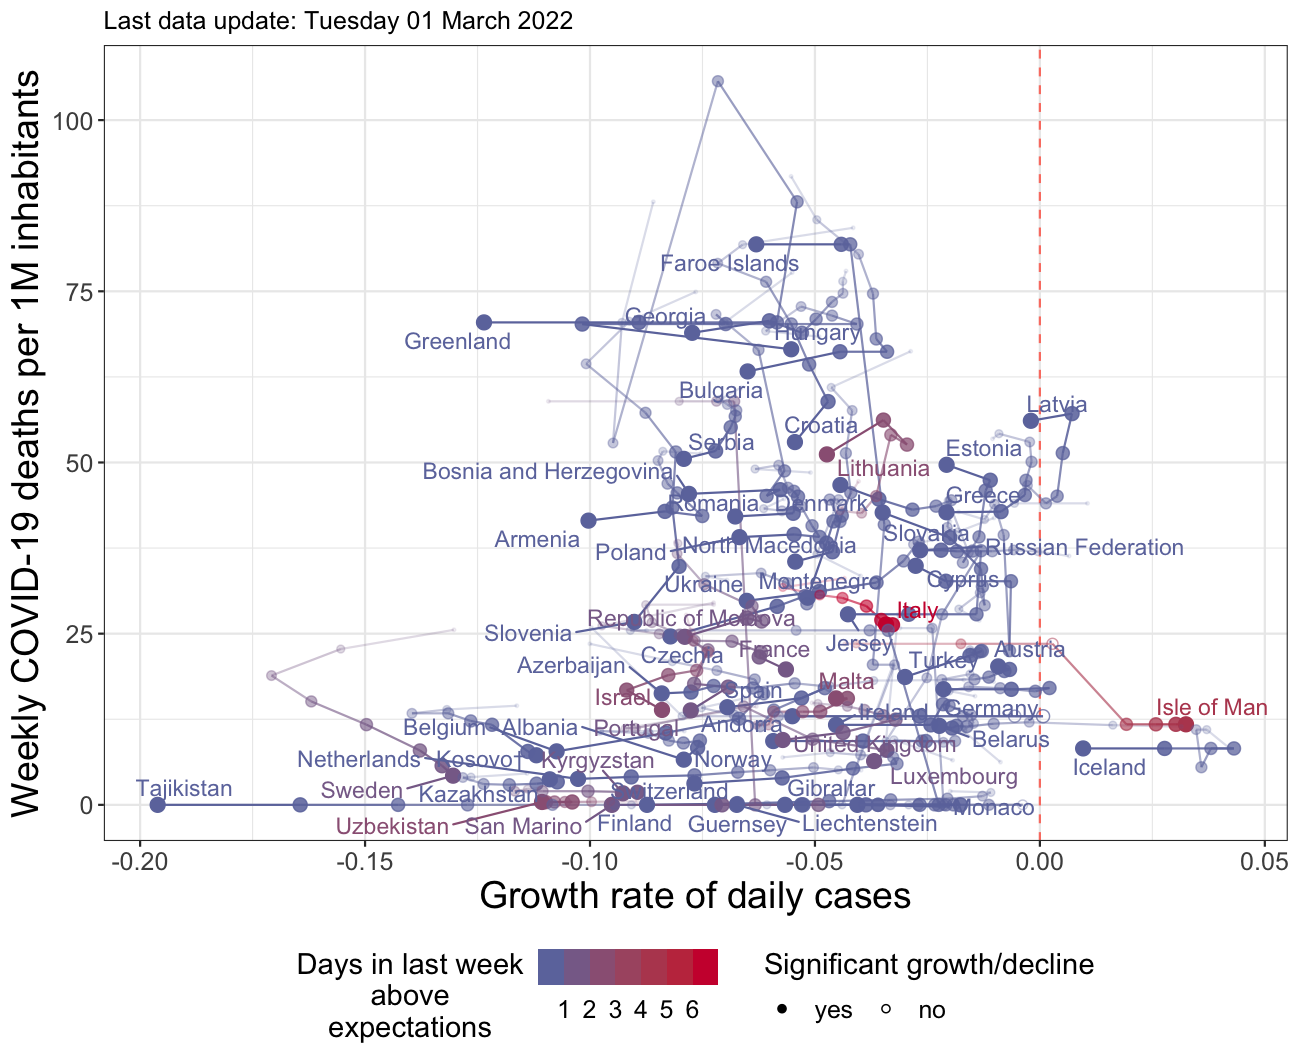 Last data update: Tuesday 01 March 2022
Weekly COVID-19 deaths per 1M inhabitants
100
75
50
25
0
Faroe Islands
Georgia
Hungary
Greenland
Bulgaria
Latvia
Croatia
Serbia
Estonia
Bosnia and Herzegovina
Lithuania
Romania
Denmark
Greece
Armenia
Slovakia
Poland
North Macedonia
Russian Federation
Ukraine
Montenegro
Cyprus
Republic of Moldova
Italy
Slovenia
Jersey
Czechia
France
Austria
Azerbaijan
Turkey
Israel
Spain
Malta
Isle of Man
Belgium
Albania
Portugal
Andorra
Ireland
Germany
Netherlands
Kosovo†
Kyrgyzstan
Norway
United Kingdom
Belarus
Iceland
Tajikistan
Sweden
Kazakhstan
Switzerland
Gibraltar
Luxembourg
Monaco
Uzbekistan
San Marino
Finland
Guernsey
Liechtenstein
-0.20
-0.15
-0.10
-0.05
0.00
0.05
Growth rate of daily cases
Days in last week
above
expectations
1 2 3 4 5 6
Significant growth/decline
yes
no